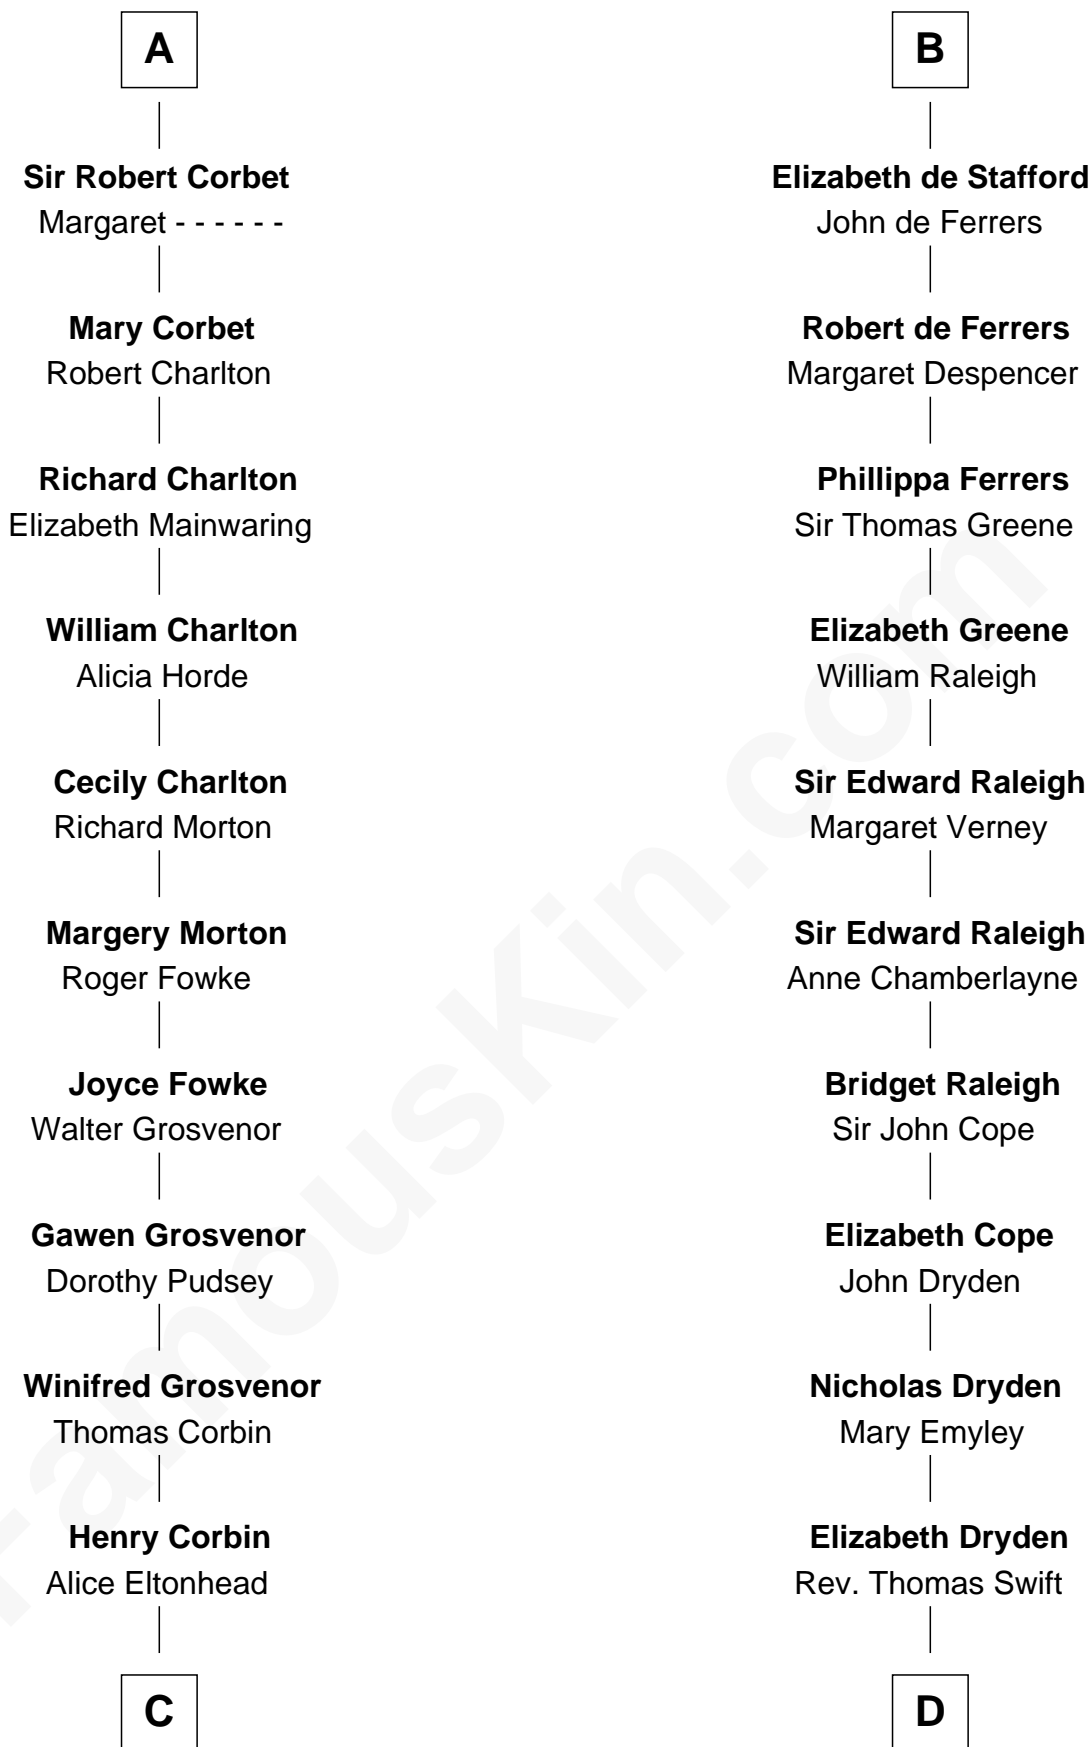 A
Sir Robert Corbet
Margaret - - - - - -
Mary Corbet
Robert Charlton
Richard Charlton
Elizabeth Mainwaring
William Charlton
Alicia Horde
Cecily Charlton
Richard Morton
Margery Morton
Roger Fowke
Joyce Fowke
Walter Grosvenor
Gawen Grosvenor
Dorothy Pudsey
Winifred Grosvenor
Thomas Corbin
Henry Corbin
Alice Eltonhead
C
B
Elizabeth de Stafford
John de Ferrers
Robert de Ferrers
Margaret Despencer
Phillippa Ferrers
Sir Thomas Greene
Elizabeth Greene
William Raleigh
Sir Edward Raleigh
Margaret Verney
Sir Edward Raleigh
Anne Chamberlayne
Bridget Raleigh
Sir John Cope
Elizabeth Cope
John Dryden
Nicholas Dryden
Mary Emyley
Elizabeth Dryden
Rev. Thomas Swift
D
FamousKin.com